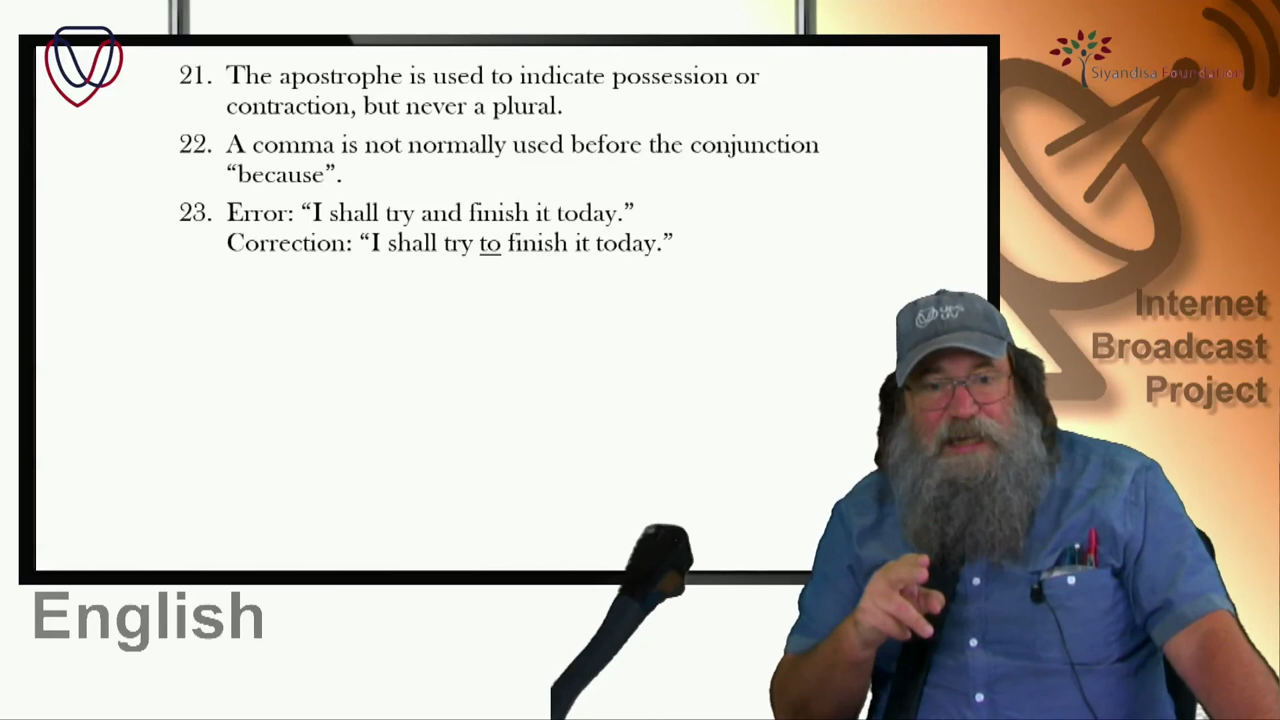 21. The apostrophe is used to indicate possession or
contraction, but never a plural.
22. A comma is not normally used before the conjunction
“because”.
23. Error: “I shall try and finish it today.”
Correction: “I shall try to finish it today.”
Siyandisa Foundation
Internet
Broadcast
Project
UFS
UV
English